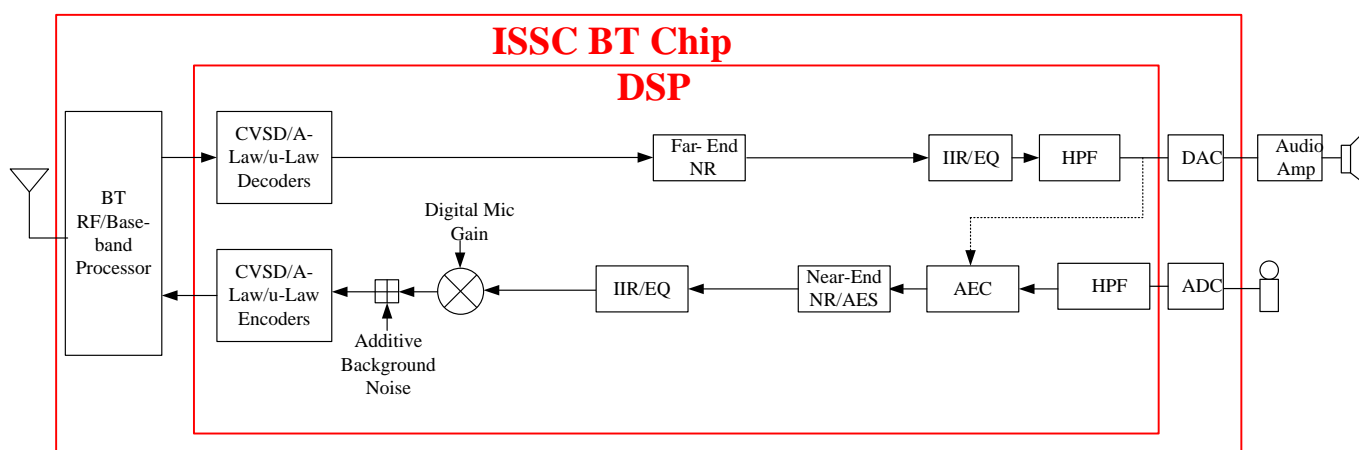 ISSC BT Chip
DSP
BT
RF/Base-
band
Processor
CVSD/A-
Law/u-Law
Decoders
Far- End
NR
IIR/EQ
HPF
DAC
Audio
Amp
CVSD/A-
Law/u-Law
Encoders
Additive
Background
Noise
Digital Mic
Gain
IIR/EQ
Near-End
NR/AES
AEC
HPF
ADC